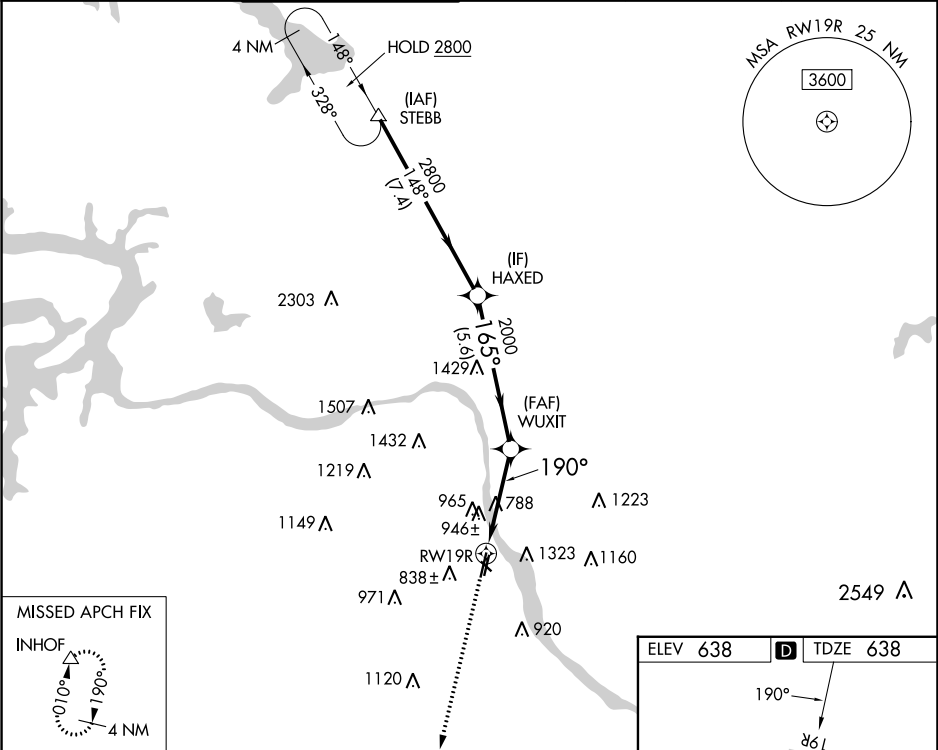 4 NM
148°
HOLD 2800
328°
(IAF)
STEBB
MSA RW19R 25 NM
3600
2800
148°
(7.4)
(IF)
HAXED
2303
2000
165°
(5.6)
1429
1507
(FAF)
WUXIT
1432
1219
190°
965
788
1223
946±
1149
RW19R
1323
1160
838±
971
2549
920
1120
MISSED APCH FIX
INHOF
010°
190°
4 NM
ELEV 638
D
TDZE 638
190°
19R